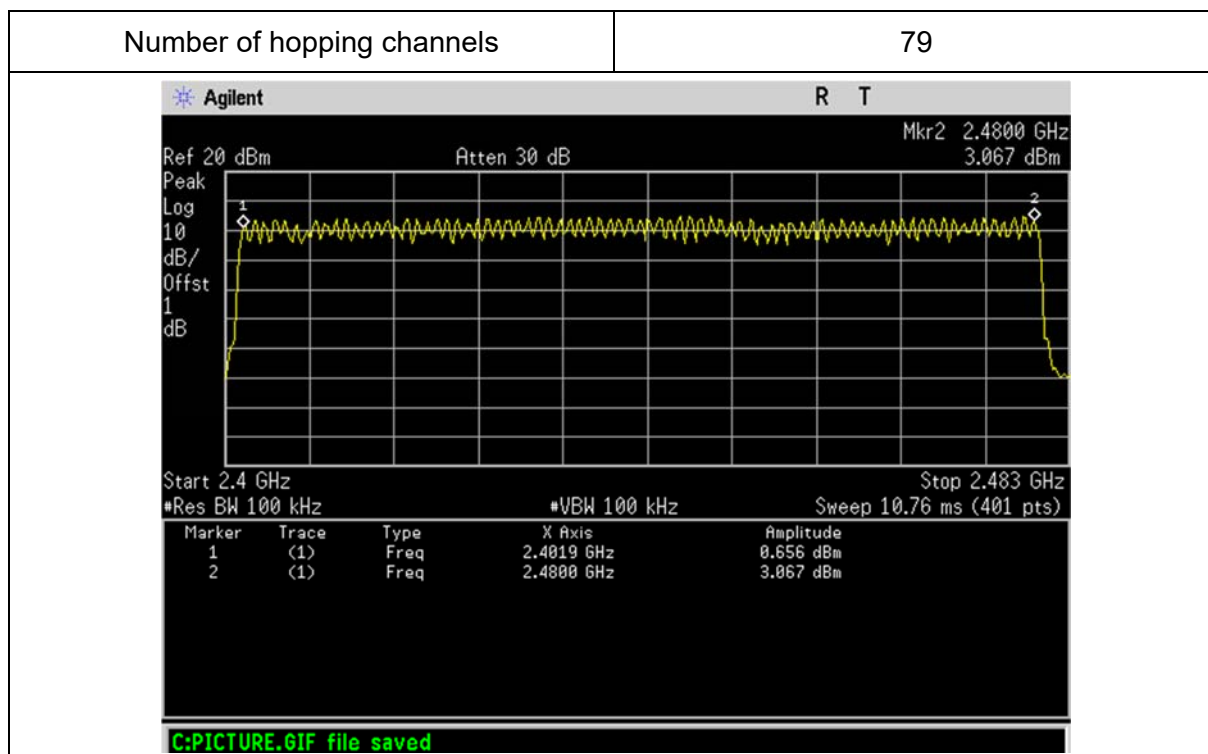 Number of hopping channels 79
Agilent R T
Mkr2 2.4800 GHz
Ref 20 dBm Atten 30 dB 3.067 dBm
Peak
Log
10
dB/
Offst
1
dB
1 2
Start 2.4 GHz Stop 2.483 GHz
#Res BW 100 kHz #VBW 100 kHz Sweep 10.76 ms (401 pts)
Marker Trace Type X Axis Amplitude
1 (1) Freq 2.4019 GHz 0.656 dBm
2 (1) Freq 2.4800 GHz 3.067 dBm
C:PICTURE.GIF file saved